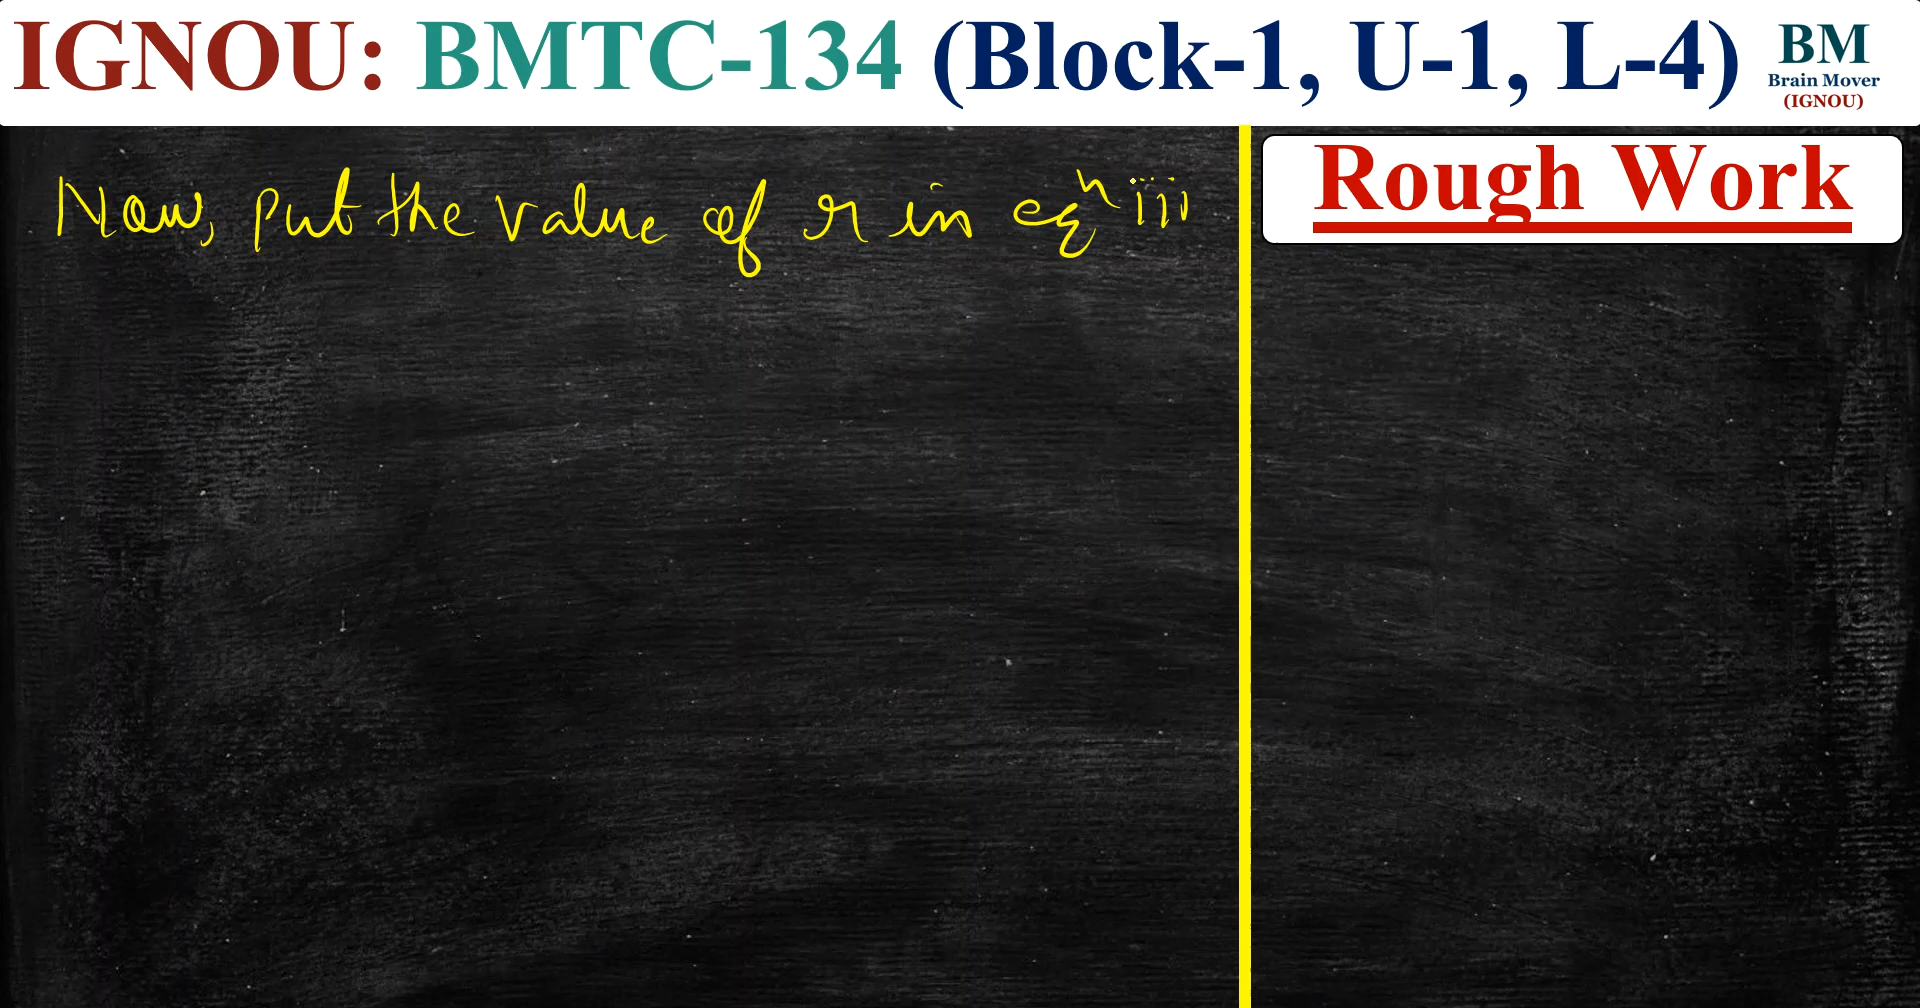 IGNOU: BMTC-134 (Block-1, U-1, L-4)
BM
Brain Mover
(IGNOU)
Rough Work
Now, put the value of r in eqⁿ iii